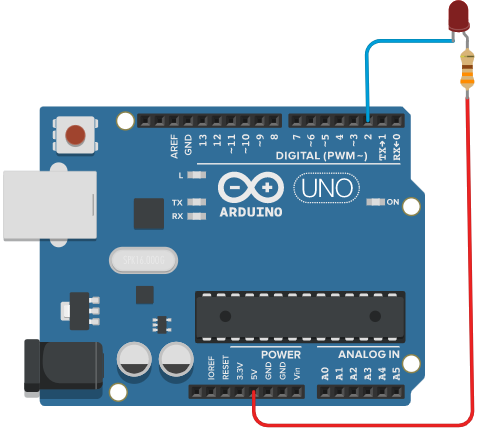 AREF
GND
13
12
~11
~10
~9
8
7
~6
~5
4
~3
2
TX→1
RX←0
DIGITAL (PWM~)
L
TX
RX
ARDUINO
UNO
ON
SPK16.000G
POWER
ANALOG IN
IOREF
RESET
3.3V
5V
GND
GND
Vin
A0
A1
A2
A3
A4
A5